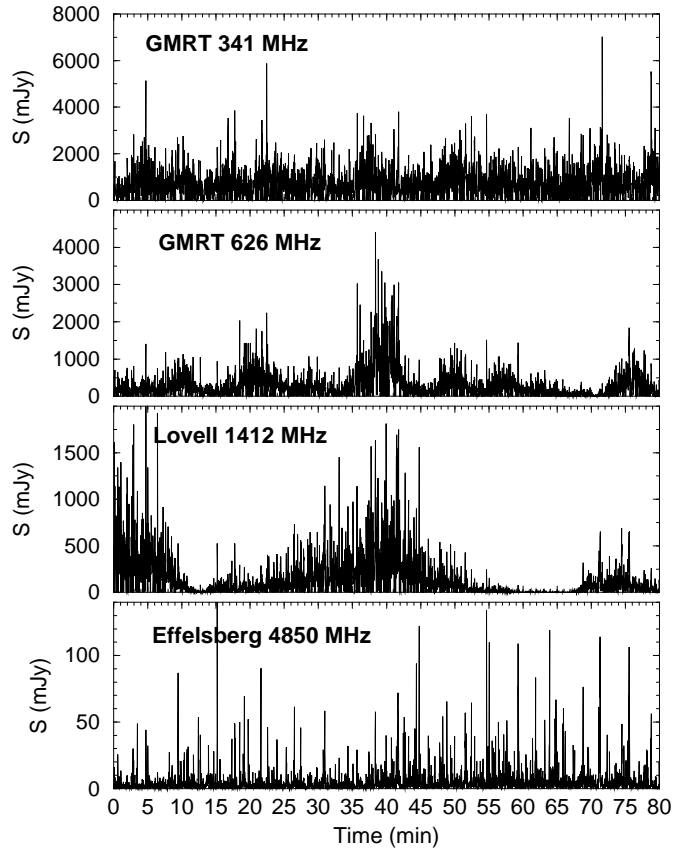 8000
6000
4000
2000
0
S (mJy)
GMRT 341 MHz
4000
3000
2000
1000
0
S (mJy)
GMRT 626 MHz
1500
1000
500
0
S (mJy)
Lovell 1412 MHz
100
50
0
S (mJy)
Effelsberg 4850 MHz
0 5 10 15 20 25 30 35 40 45 50 55 60 65 70 75 80
Time (min)